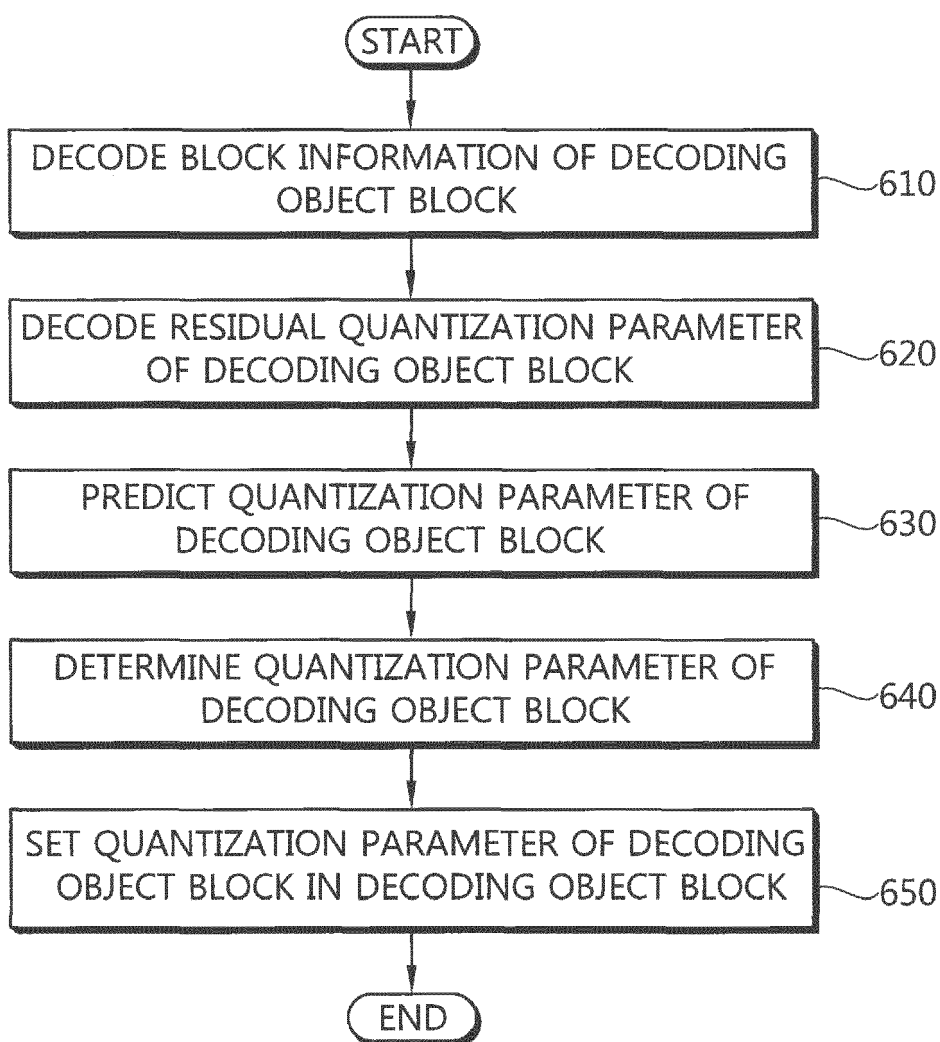 START
DECODE BLOCK INFORMATION OF DECODING
OBJECT BLOCK
610
DECODE RESIDUAL QUANTIZATION PARAMETER
OF DECODING OBJECT BLOCK
620
PREDICT QUANTIZATION PARAMETER OF
DECODING OBJECT BLOCK
630
DETERMINE QUANTIZATION PARAMETER OF
DECODING OBJECT BLOCK
640
SET QUANTIZATION PARAMETER OF DECODING
OBJECT BLOCK IN DECODING OBJECT BLOCK
650
END